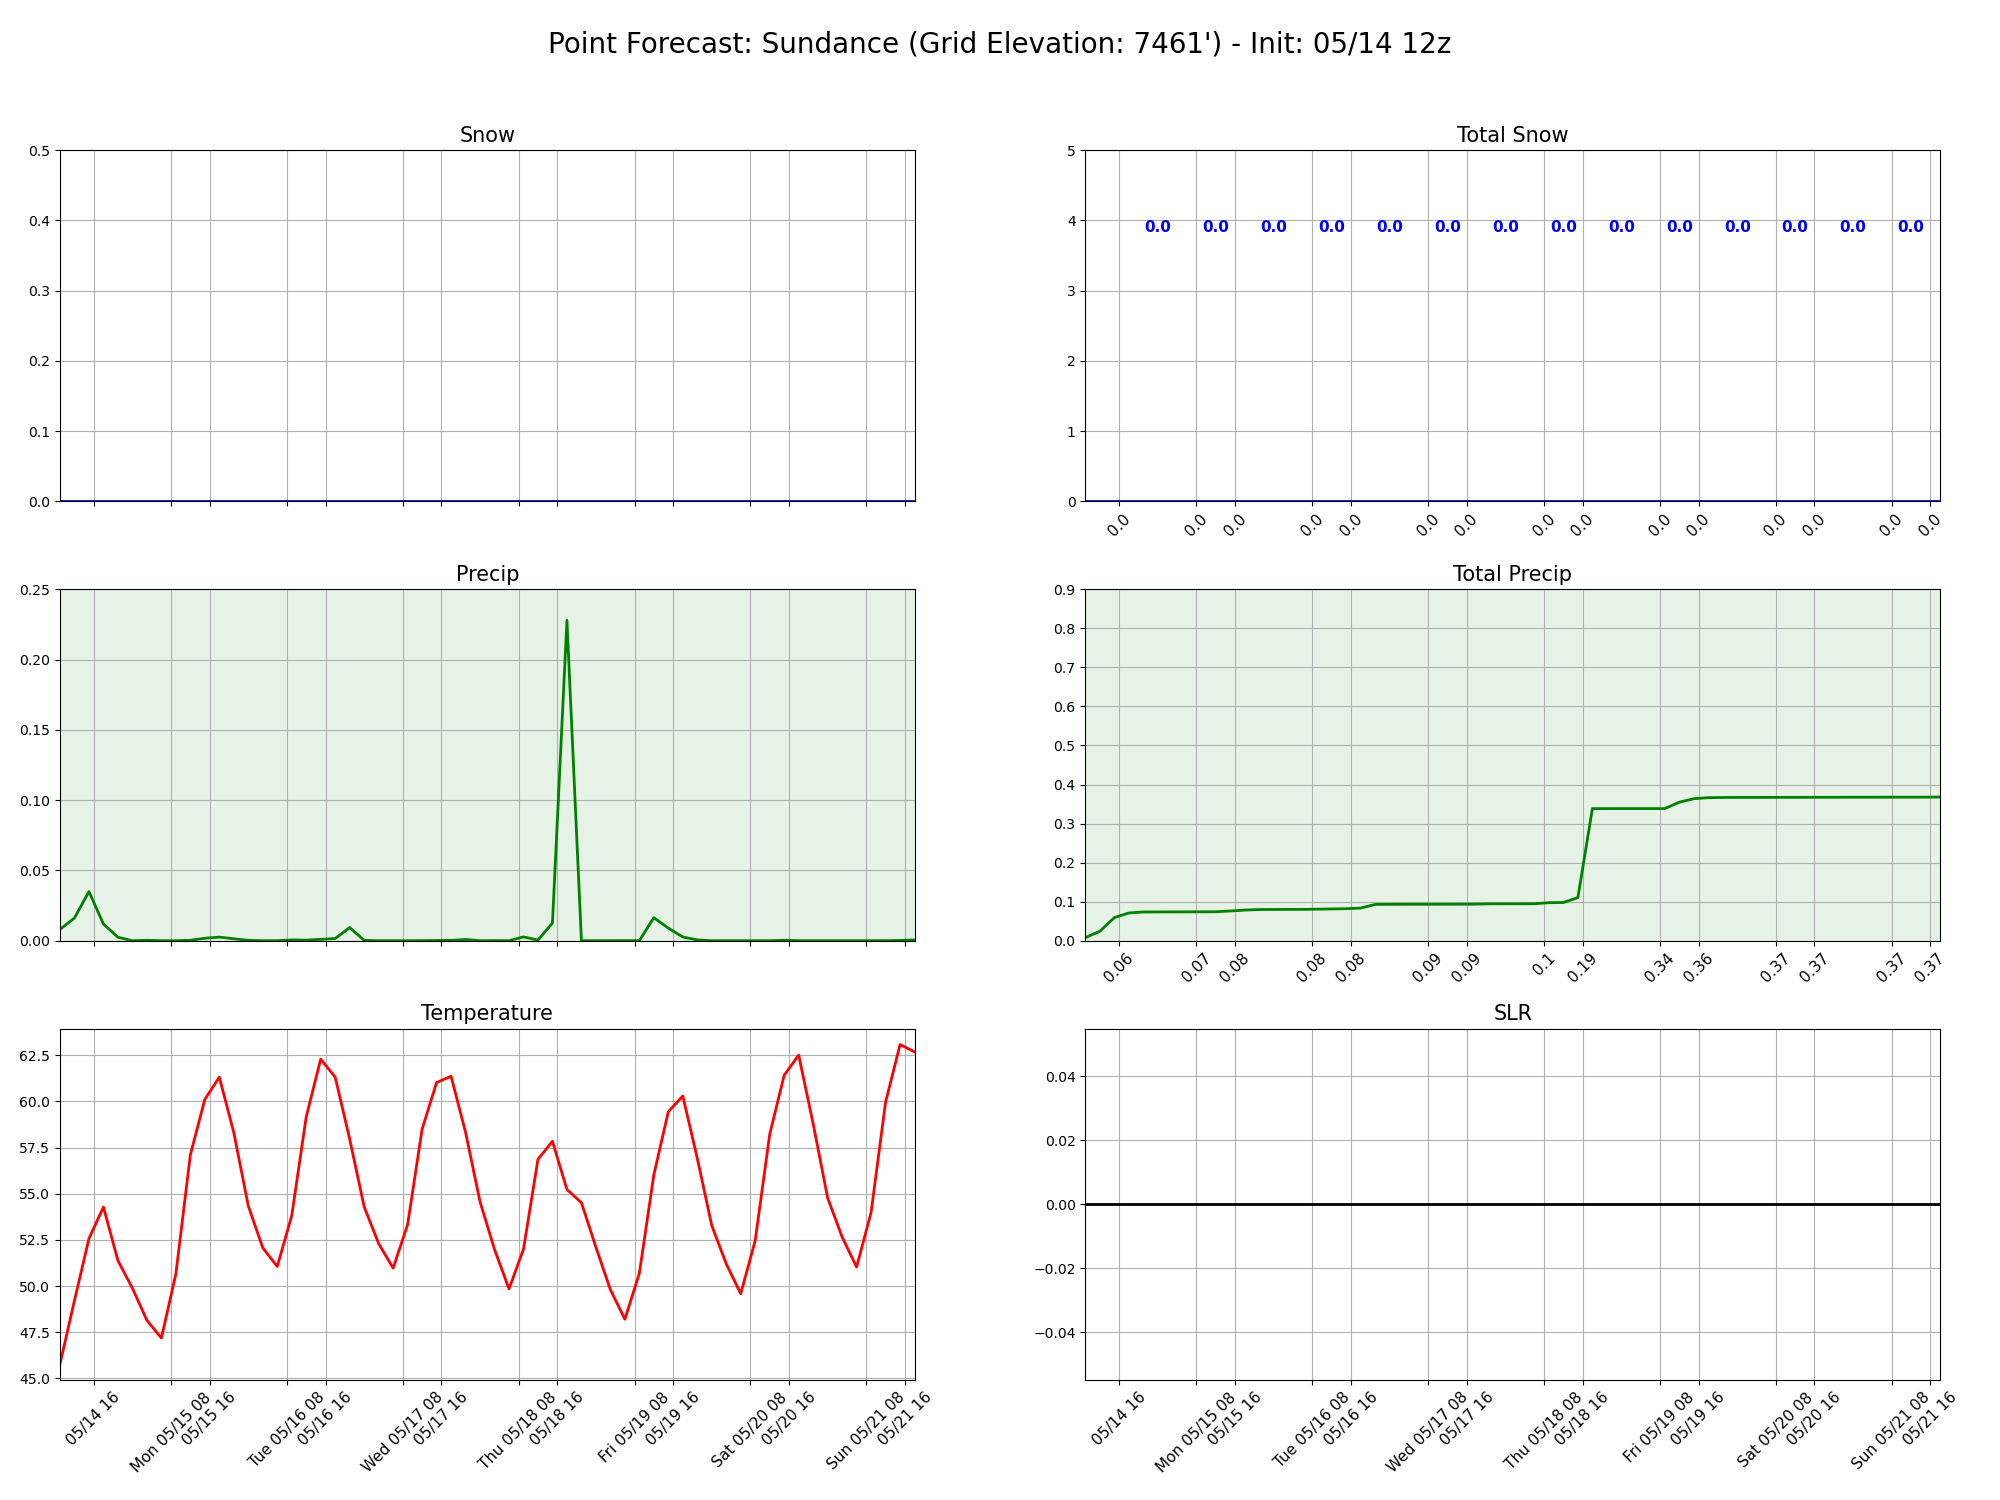 Point Forecast: Sundance (Grid Elevation: 7461') - Init: 05/14 12z
Snow
0.5
0.4
0.3
0.2
0.1
0.0
Total Snow
5
4
3
2
1
0
0.0 0.0 0.0 0.0 0.0 0.0 0.0 0.0 0.0 0.0 0.0 0.0 0.0 0.0
0.0 0.0 0.0 0.0 0.0 0.0 0.0 0.0 0.0 0.0 0.0 0.0 0.0 0.0 0.0
Precip
0.25
0.20
0.15
0.10
0.05
0.00
Total Precip
0.9
0.8
0.7
0.6
0.5
0.4
0.3
0.2
0.1
0.0
0.06 0.07 0.08 0.08 0.08 0.09 0.09 0.1 0.19 0.34 0.36 0.37 0.37 0.37 0.37
Temperature
62.5
60.0
57.5
55.0
52.5
50.0
47.5
45.0
05/14 16
Mon 05/15 08
05/15 16
Tue 05/16 08
05/16 16
Wed 05/17 08
05/17 16
Thu 05/18 08
05/18 16
Fri 05/19 08
05/19 16
Sat 05/20 08
05/20 16
Sun 05/21 08
05/21 16
SLR
0.04
0.02
0.00
−0.02
−0.04
05/14 16
Mon 05/15 08
05/15 16
Tue 05/16 08
05/16 16
Wed 05/17 08
05/17 16
Thu 05/18 08
05/18 16
Fri 05/19 08
05/19 16
Sat 05/20 08
05/20 16
Sun 05/21 08
05/21 16